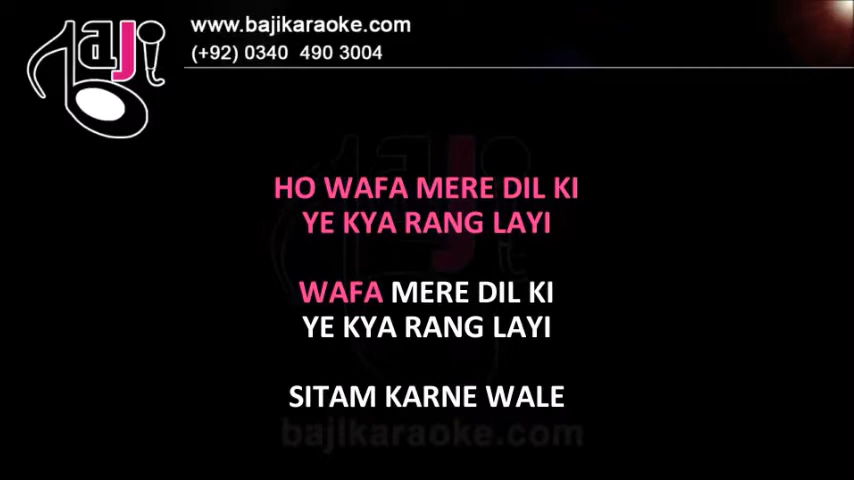 Baji
www.bajikaraoke.com
(+92) 0340 490 3004
HO WAFA MERE DIL KI
YE KYA RANG LAYI
WAFA MERE DIL KI
YE KYA RANG LAYI
SITAM KARNE WALE
bajikaraoke.com